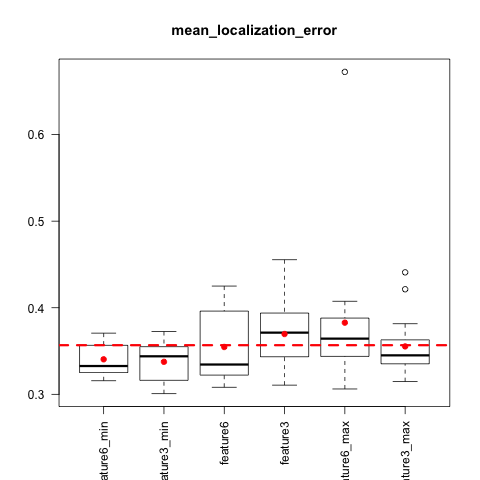 mean_localization_error
0.6
0.5
0.4
0.3
ature6_min
ature3_min
feature6
feature3
ture6_max
ture3_max